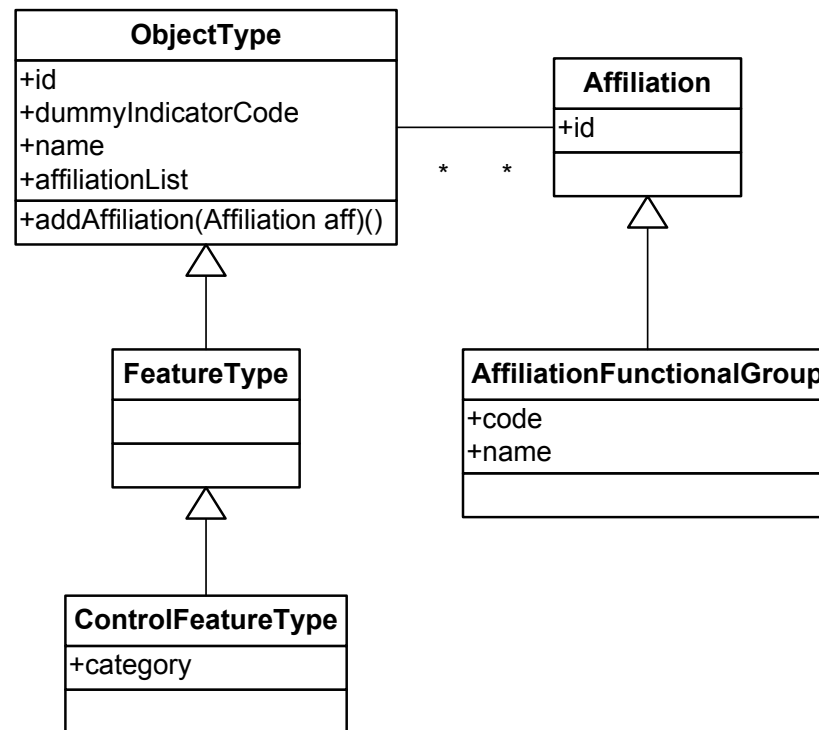 ObjectType
+id
+dummyIndicatorCode
+name
+affiliationList
+addAffiliation(Affiliation aff)()
* *
Affiliation
+id
FeatureType
AffiliationFunctionalGroup
+code
+name
ControlFeatureType
+category